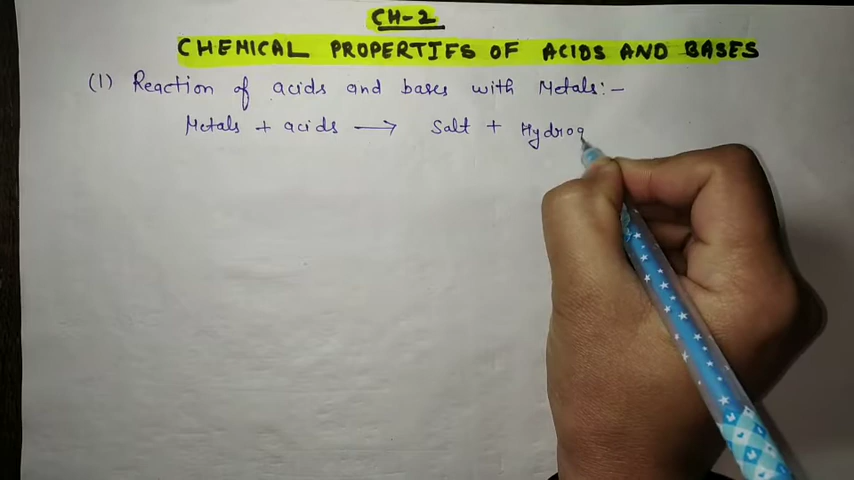 CH-2
CHEMICAL PROPERTIES OF ACIDS AND BASES
(1) Reaction of acids and bases with Metals:-
Metals + acids → Salt + Hydrog